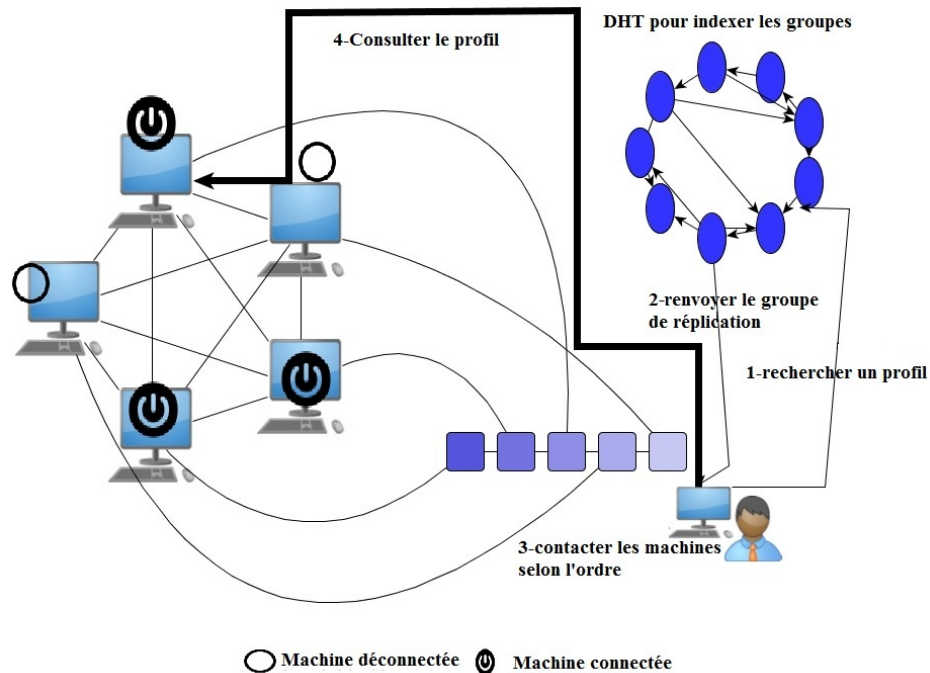 DHT pour indexer les groupes
4-Consulter le profil
2-renvoyer le groupe
de réplication
1-rechercher un profil
3-contacter les machines
selon l'ordre
Machine déconnectée
Machine connectée